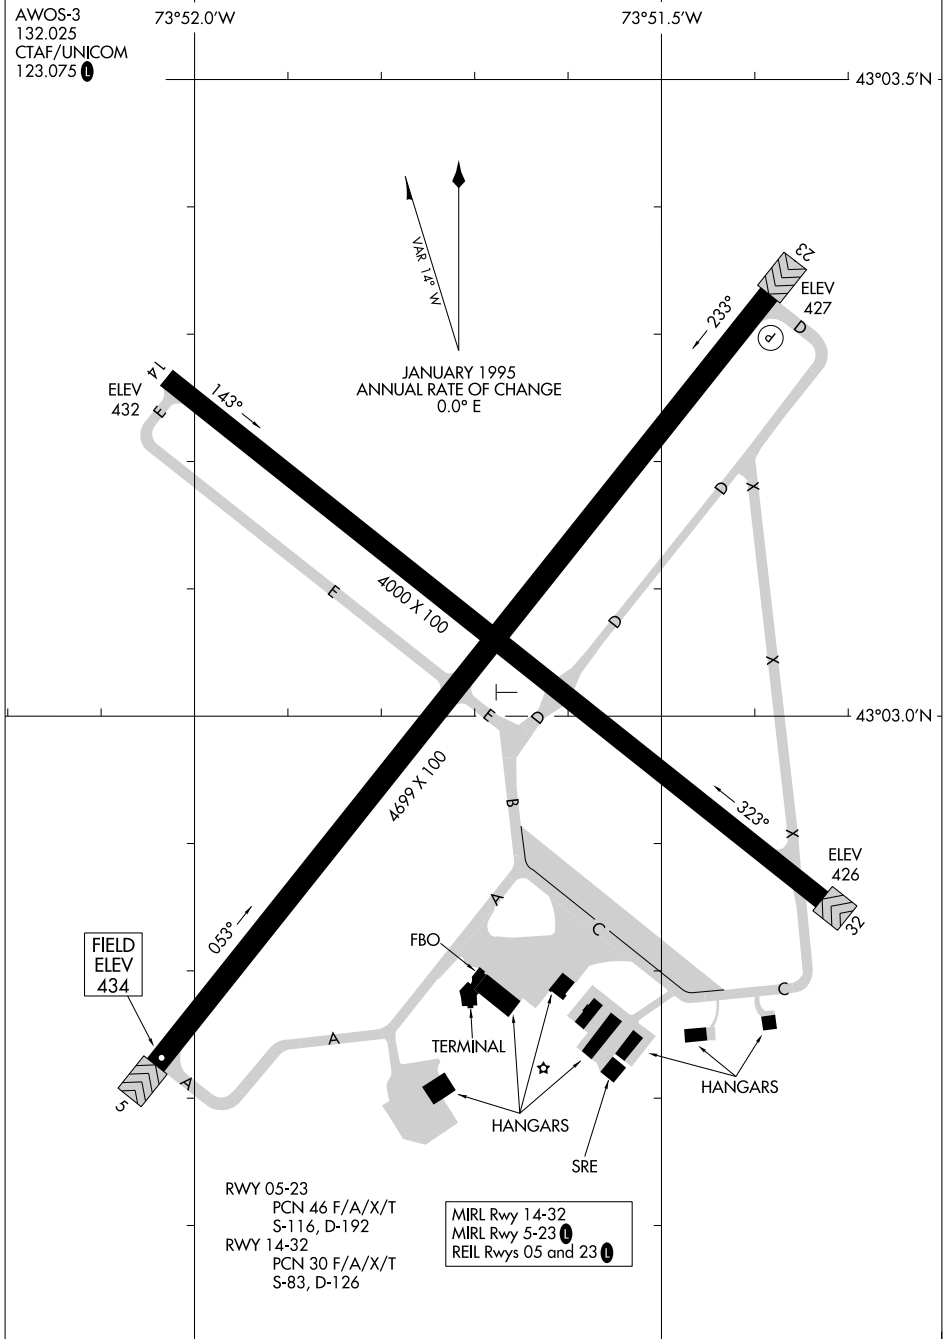 AWOS-3
132.025
CTAF/UNICOM
123.075 L
73°52.0'W
73°51.5'W
43°03.5'N
VAR 14° W
JANUARY 1995
ANNUAL RATE OF CHANGE
0.0° E
23
ELEV
427
233°
P
D
14
ELEV
432
143°
E
D
X
E
4000 X 100
D
X
E
D
43°03.0'N
4699 X 100
B
323°
X
ELEV
426
32
A
C
FBO
053°
FIELD
ELEV
434
C
A
TERMINAL
A
5
HANGARS
HANGARS
SRE
RWY 05-23
PCN 46 F/A/X/T
S-116, D-192
RWY 14-32
PCN 30 F/A/X/T
S-83, D-126
MIRL Rwy 14-32
MIRL Rwy 5-23 L
REIL Rwys 05 and 23 L